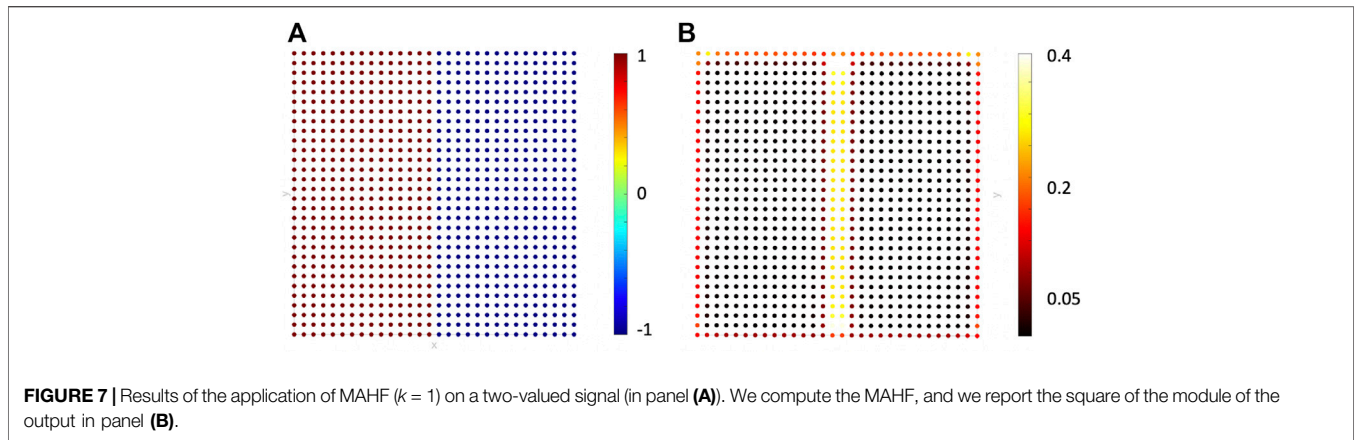 A
B
1
0
-1
y
x
0.4
0.2
0.05
y
FIGURE 7 | Results of the application of MAHF (k = 1) on a two-valued signal (in panel (A)). We compute the MAHF, and we report the square of the module of the
output in panel (B).